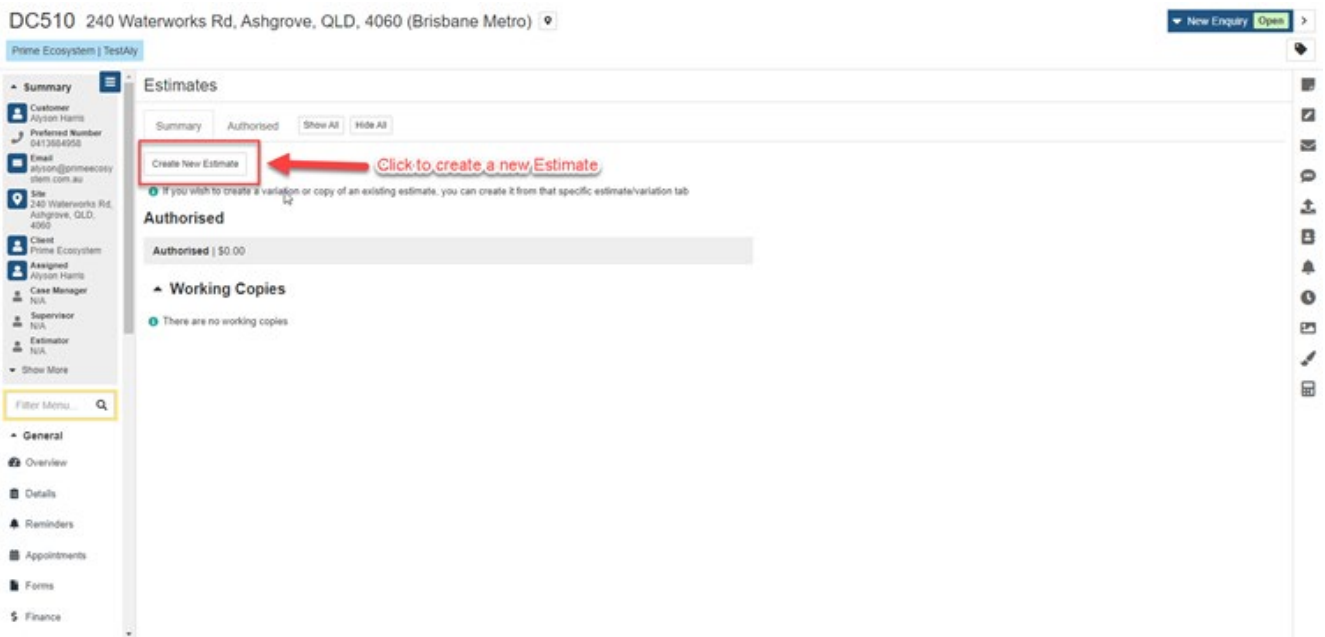 DC510 240 Waterworks Rd, Ashgrove, QLD, 4060 (Brisbane Metro)
New Enquiry Open
Prime Ecosystem | TestAly
Summary
Customer
Alyson Harris
Preferred Number
0413684958
Email
alyson@primeecosy
stem.com.au
Site
240 Waterworks Rd,
Ashgrove, QLD,
4060
Client
Prime Ecosystem
Assigned
Alyson Harris
Case Manager
N/A
Supervisor
N/A
Estimator
N/A
Show More
Filter Menu...
General
Overview
Details
Reminders
Appointments
Forms
Finance
Estimates
Summary Authorised Show All Hide All
Create New Estimate
Click to create a new Estimate
If you wish to create a variation or copy of an existing estimate, you can create it from that specific estimate/variation tab
Authorised
Authorised | $0.00
Working Copies
There are no working copies